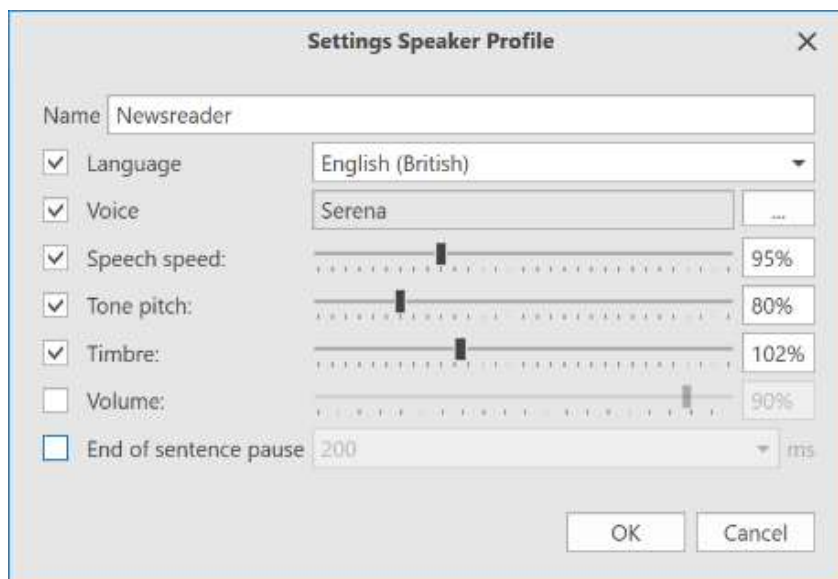 Settings Speaker Profile
Name Newsreader
Language English (British)
Voice Serena ...
Speech speed: 95%
Tone pitch: 80%
Timbre: 102%
Volume: 90%
End of sentence pause 200 ms
OK Cancel